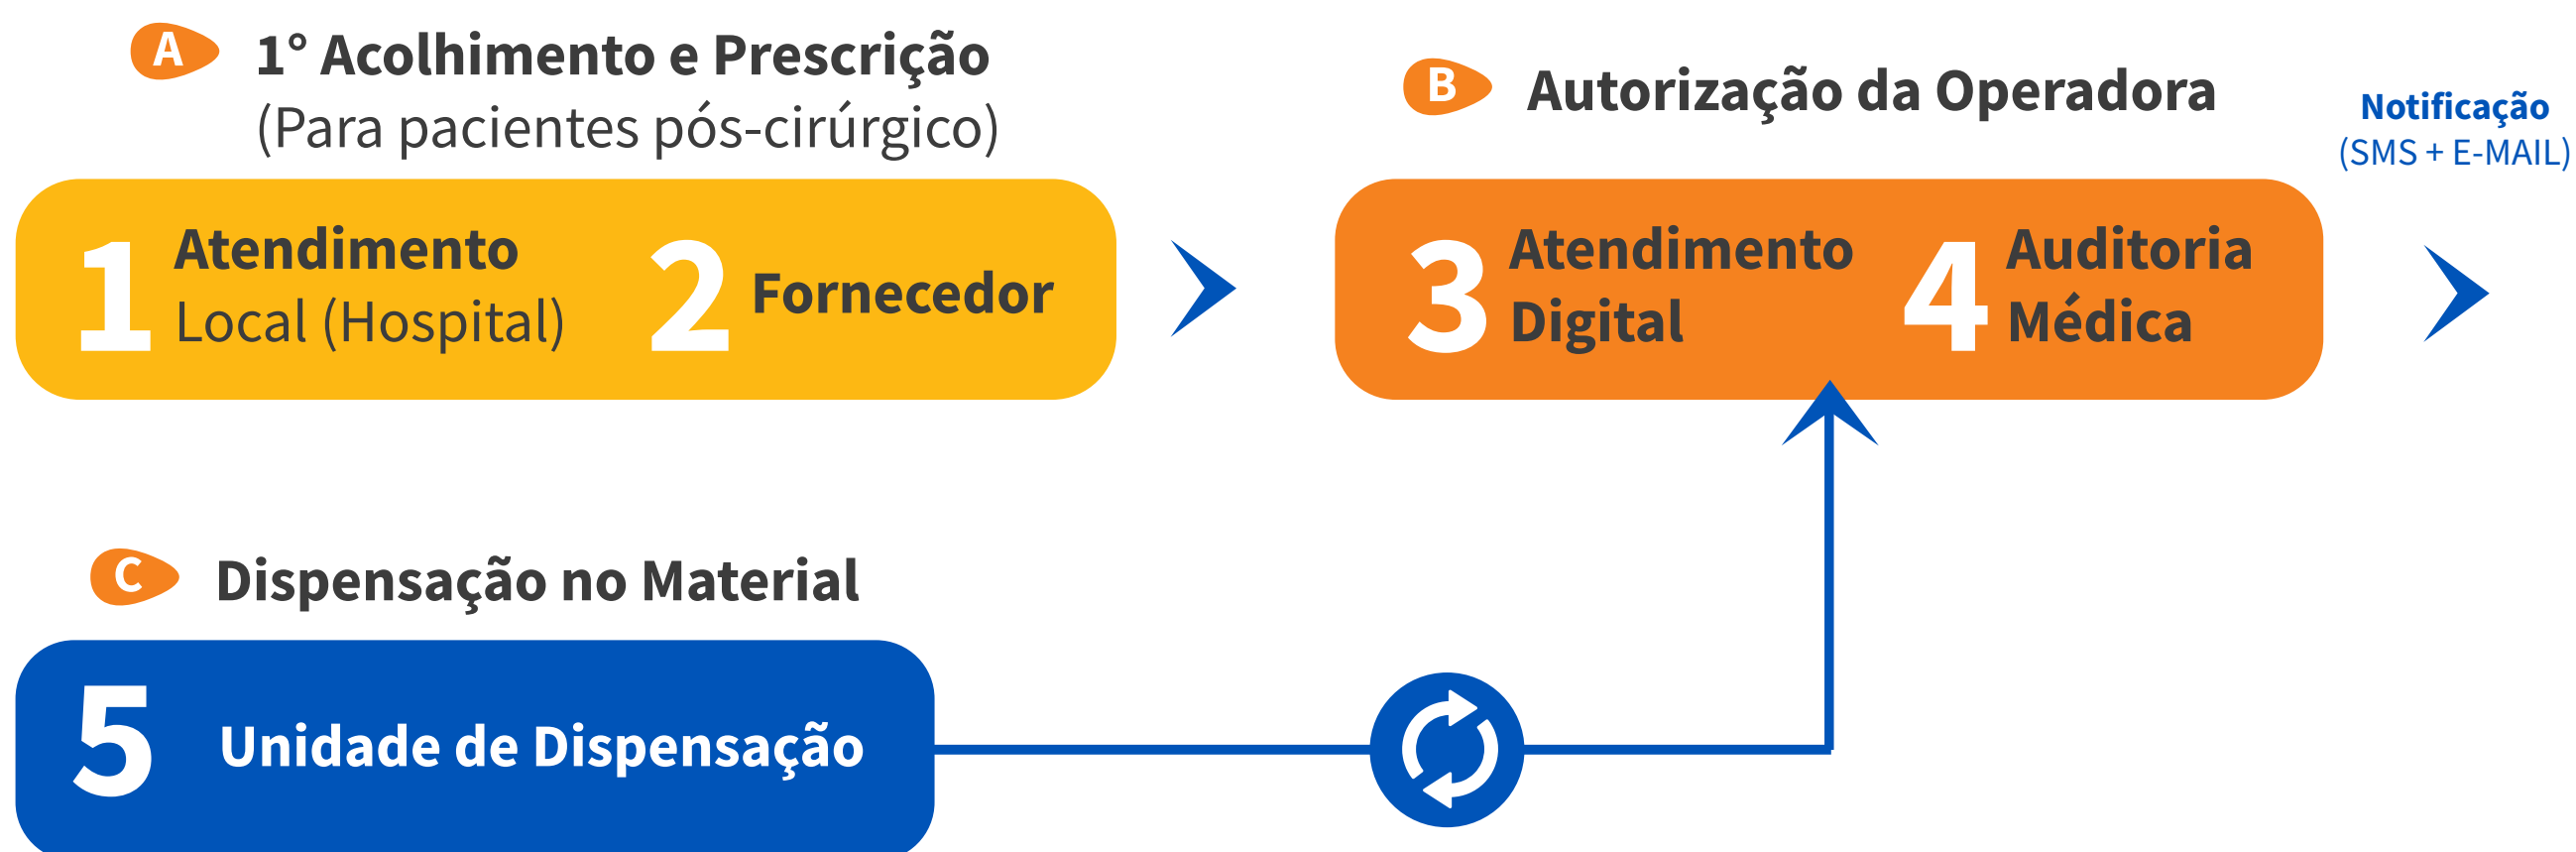 A
1° Acolhimento e Prescrição
(Para pacientes pós-cirúrgico)
1
Atendimento
Local (Hospital)
2
Fornecedor
B
Autorização da Operadora
3
Atendimento
Digital
4
Auditoria
Médica
Notificação
(SMS + E-MAIL)
C
Dispensação no Material
5
Unidade de Dispensação